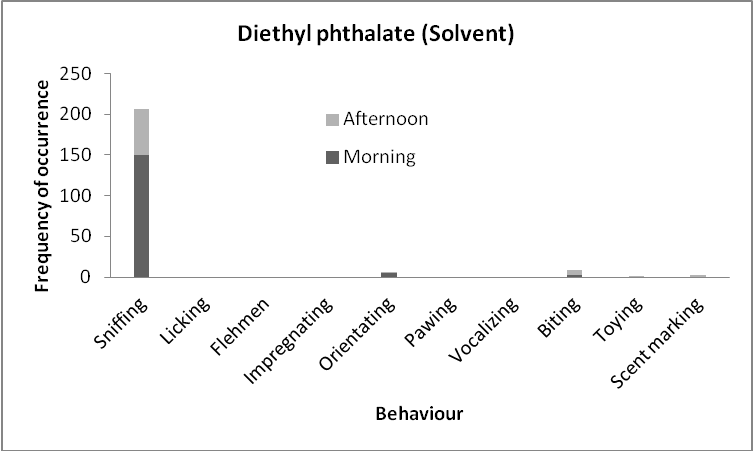 Diethyl phthalate (Solvent)
Frequency of occurrence
250
200
150
100
50
0
Afternoon
Morning
Sniffing
Licking
Flehmen
Impregnating
Orientating
Pawing
Vocalizing
Biting
Toying
Scent marking
Behaviour